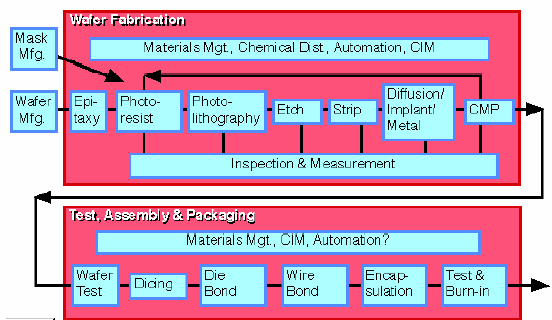 Wafer Fabrication
Mask
Mfg.
Materials Mgt., Chemical Dist., Automation, CIM
Wafer
Mfg.
Epi-
taxy
Photo-
resist
Photo-
lithography
Etch
Strip
Diffusion/
Implant/
Metal
CMP
Inspection & Measurement
Test, Assembly & Packaging
Materials Mgt., CIM, Automation?
Wafer
Test
Dicing
Die
Bond
Wire
Bond
Encap-
sulation
Test &
Burn-in